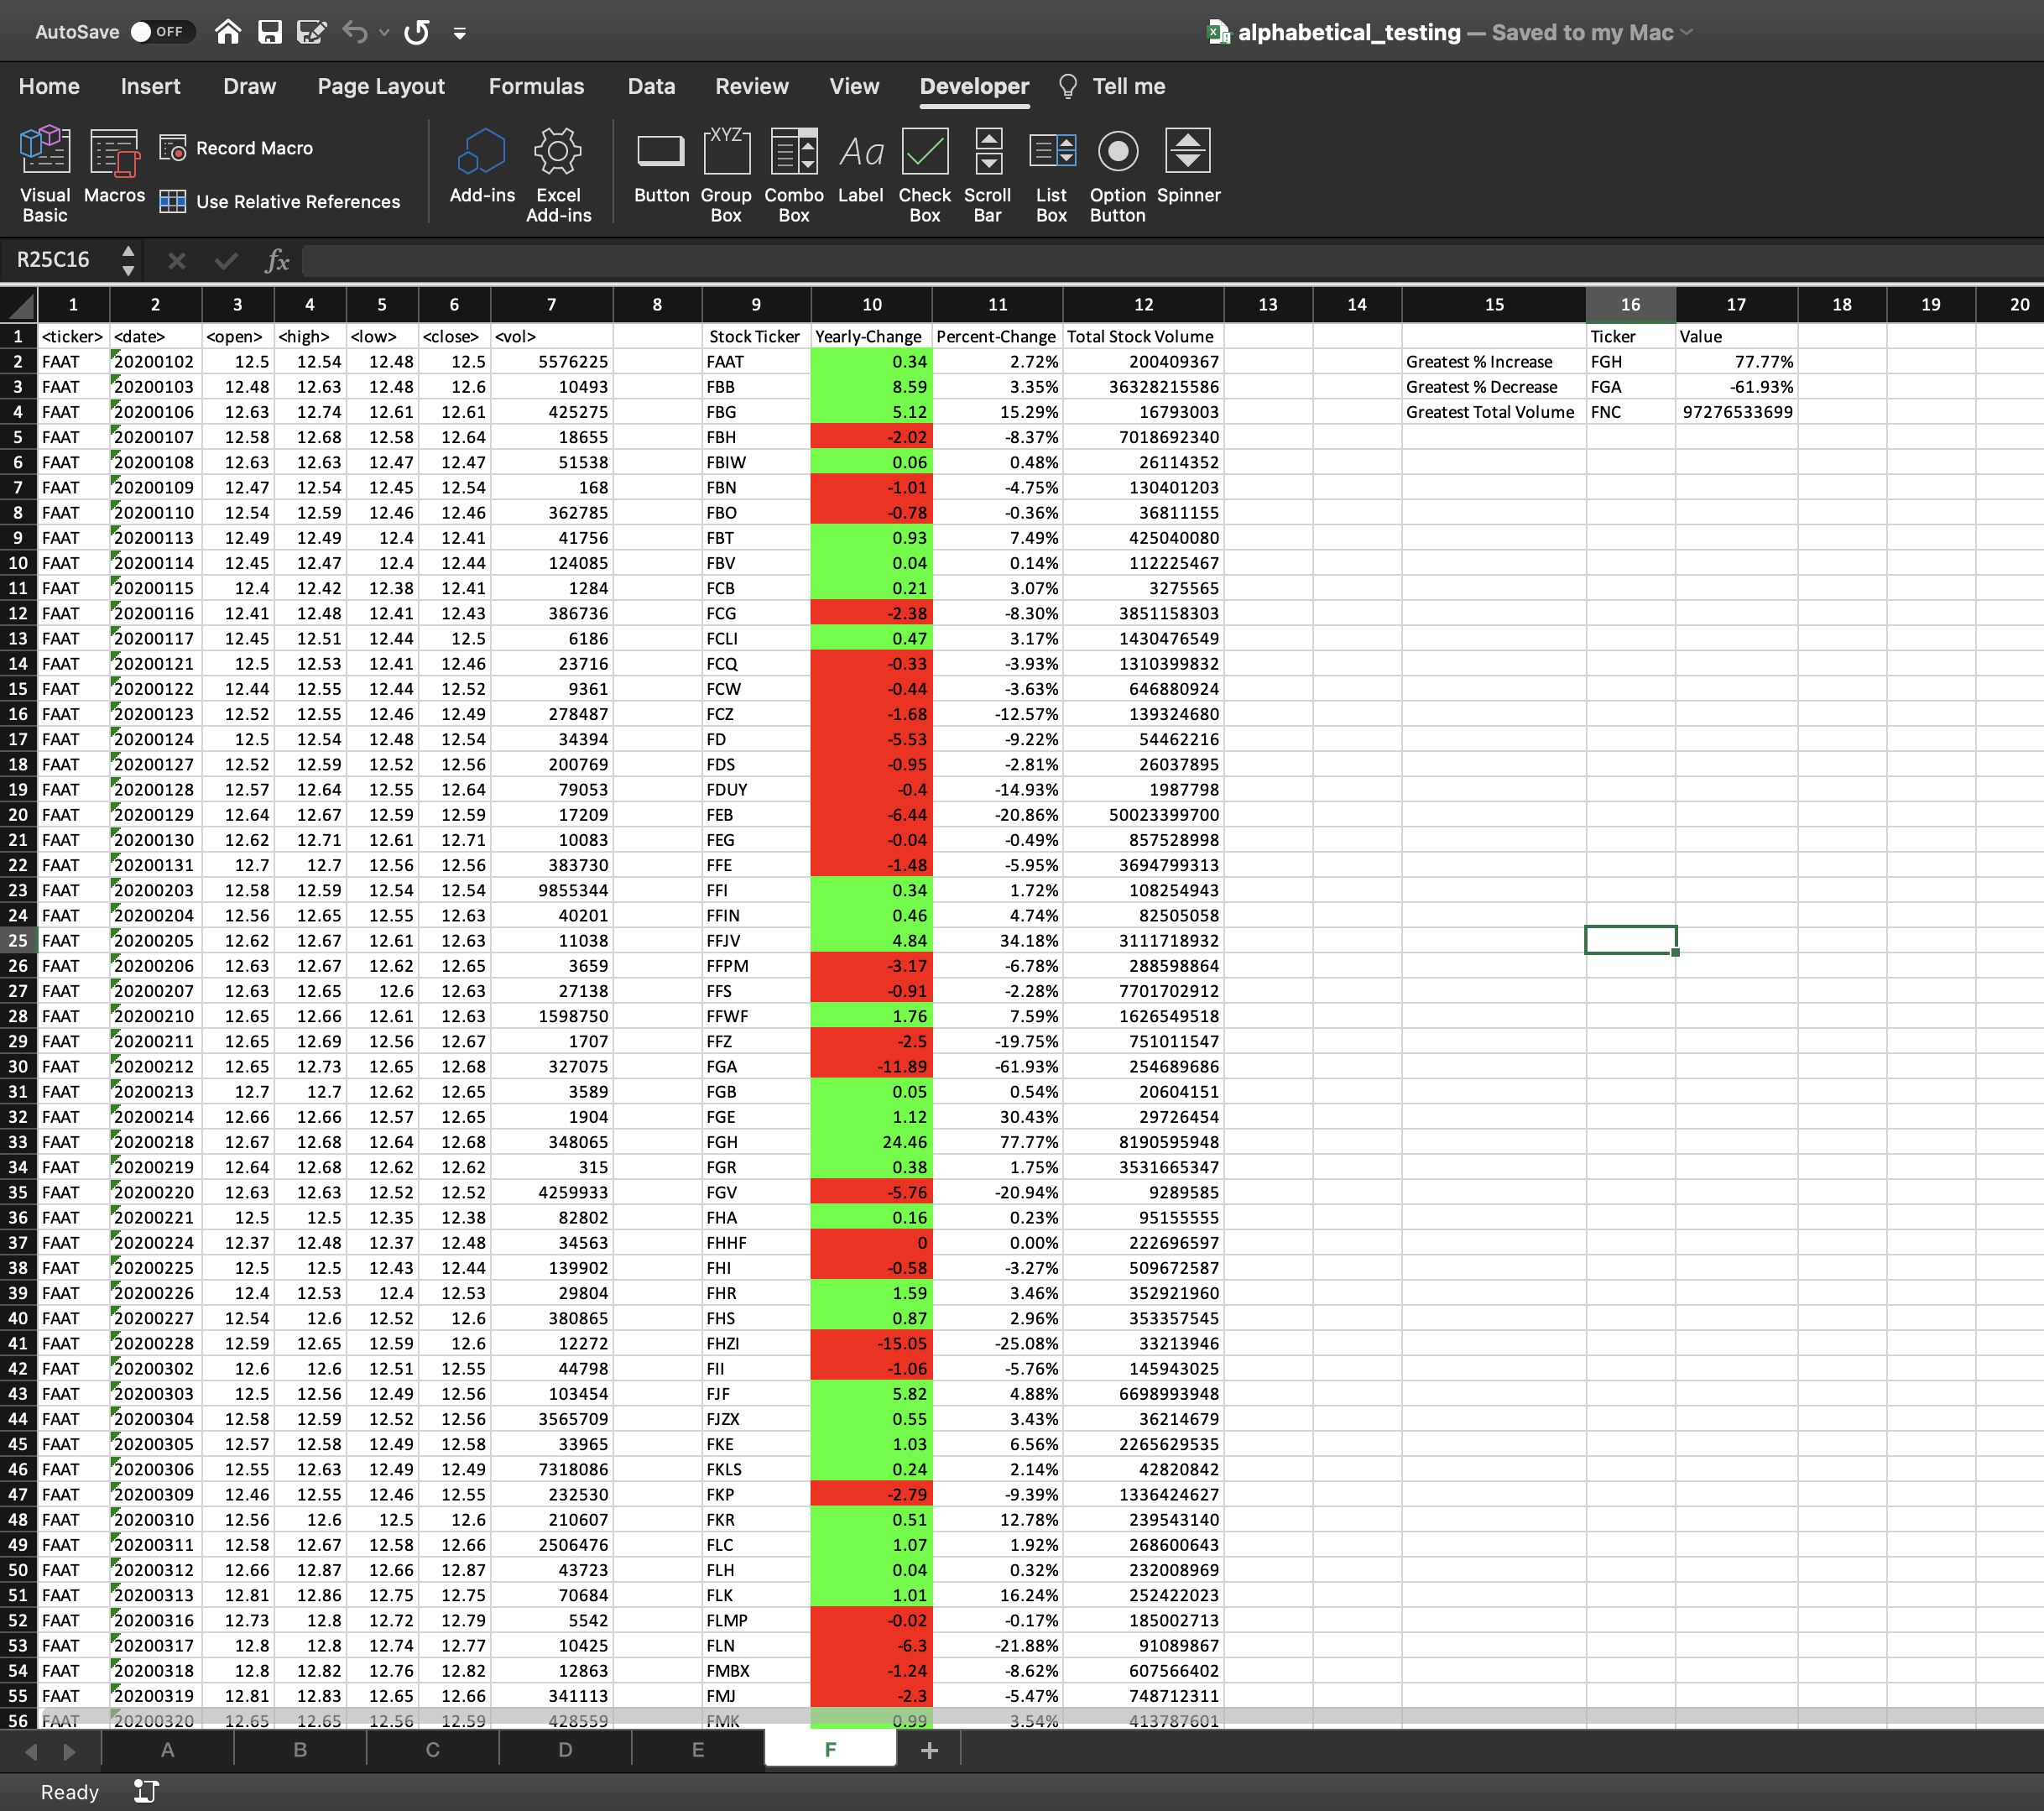 AutoSave OFF alphabetical_testing — Saved to my Mac
Home Insert Draw Page Layout Formulas Data Review View Developer Tell me
Visual Basic Macros Record Macro Use Relative References Add-ins Excel Add-ins Button Group Box XYZ Combo Box Aa Label Check Box Scroll Bar List Box Option Button Spinner
R25C16 fx
1 2 3 4 5 6 7 8 9 10 11 12 13 14 15 16 17 18 19 20
1 <ticker> <date> <open> <high> <low> <close> <vol> Stock Ticker Yearly-Change Percent-Change Total Stock Volume Ticker Value
2 FAAT 20200102 12.5 12.54 12.48 12.5 5576225 FAAT 0.34 2.72% 200409367 Greatest % Increase FGH 77.77%
3 FAAT 20200103 12.48 12.63 12.48 12.6 10493 FBB 8.59 3.35% 36328215586 Greatest % Decrease FGA -61.93%
4 FAAT 20200106 12.63 12.74 12.61 12.61 425275 FBG 5.12 15.29% 16793003 Greatest Total Volume FNC 97276533699
5 FAAT 20200107 12.58 12.68 12.58 12.64 18655 FBH -2.02 -8.37% 7018692340
6 FAAT 20200108 12.63 12.63 12.47 12.47 51538 FBIW 0.06 0.48% 26114352
7 FAAT 20200109 12.47 12.54 12.45 12.54 168 FBN -1.01 -4.75% 130401203
8 FAAT 20200110 12.54 12.59 12.46 12.46 362785 FBO -0.78 -0.36% 36811155
9 FAAT 20200113 12.49 12.49 12.4 12.41 41756 FBT 0.93 7.49% 425040080
10 FAAT 20200114 12.45 12.47 12.4 12.44 124085 FBV 0.04 0.14% 112225467
11 FAAT 20200115 12.4 12.42 12.38 12.41 1284 FCB 0.21 3.07% 3275565
12 FAAT 20200116 12.41 12.48 12.41 12.43 386736 FCG -2.38 -8.30% 3851158303
13 FAAT 20200117 12.45 12.51 12.44 12.5 6186 FCLI 0.47 3.17% 1430476549
14 FAAT 20200121 12.5 12.53 12.41 12.46 23716 FCQ -0.33 -3.93% 1310399832
15 FAAT 20200122 12.44 12.55 12.44 12.52 9361 FCW -0.44 -3.63% 646880924
16 FAAT 20200123 12.52 12.55 12.46 12.49 278487 FCZ -1.68 -12.57% 139324680
17 FAAT 20200124 12.5 12.54 12.48 12.54 34394 FD -5.53 -9.22% 54462216
18 FAAT 20200127 12.52 12.59 12.52 12.56 200769 FDS -0.95 -2.81% 26037895
19 FAAT 20200128 12.57 12.64 12.55 12.64 79053 FDUY -0.4 -14.93% 1987798
20 FAAT 20200129 12.64 12.67 12.59 12.59 17209 FEB -6.44 -20.86% 50023399700
21 FAAT 20200130 12.62 12.71 12.61 12.71 10083 FEG -0.04 -0.49% 857528998
22 FAAT 20200131 12.7 12.7 12.56 12.56 383730 FFE -1.48 -5.95% 3694799313
23 FAAT 20200203 12.58 12.59 12.54 12.54 9855344 FFI 0.34 1.72% 108254943
24 FAAT 20200204 12.56 12.65 12.55 12.63 40201 FFIN 0.46 4.74% 82505058
25 FAAT 20200205 12.62 12.67 12.61 12.63 11038 FFJV 4.84 34.18% 3111718932
26 FAAT 20200206 12.63 12.67 12.62 12.65 3659 FFPM -3.17 -6.78% 288598864
27 FAAT 20200207 12.63 12.65 12.6 12.63 27138 FFS -0.91 -2.28% 7701702912
28 FAAT 20200210 12.65 12.66 12.61 12.63 1598750 FFWF 1.76 7.59% 1626549518
29 FAAT 20200211 12.65 12.69 12.56 12.67 1707 FFZ -2.5 -19.75% 751011547
30 FAAT 20200212 12.65 12.73 12.65 12.68 327075 FGA -11.89 -61.93% 254689686
31 FAAT 20200213 12.7 12.7 12.62 12.65 3589 FGB 0.05 0.54% 20604151
32 FAAT 20200214 12.66 12.66 12.57 12.65 1904 FGE 1.12 30.43% 29726454
33 FAAT 20200218 12.67 12.68 12.64 12.68 348065 FGH 24.46 77.77% 8190595948
34 FAAT 20200219 12.64 12.68 12.62 12.62 315 FGR 0.38 1.75% 3531665347
35 FAAT 20200220 12.63 12.63 12.52 12.52 4259933 FGV -5.76 -20.94% 9289585
36 FAAT 20200221 12.5 12.5 12.35 12.38 82802 FHA 0.16 0.23% 95155555
37 FAAT 20200224 12.37 12.48 12.37 12.48 34563 FHHF 0 0.00% 222696597
38 FAAT 20200225 12.5 12.5 12.43 12.44 139902 FHI -0.58 -3.27% 509672587
39 FAAT 20200226 12.4 12.53 12.4 12.53 29804 FHR 1.59 3.46% 352921960
40 FAAT 20200227 12.54 12.6 12.52 12.6 380865 FHS 0.87 2.96% 353357545
41 FAAT 20200228 12.59 12.65 12.59 12.6 12272 FHZI -15.05 -25.08% 33213946
42 FAAT 20200302 12.6 12.6 12.51 12.55 44798 FII -1.06 -5.76% 145943025
43 FAAT 20200303 12.5 12.56 12.49 12.56 103454 FJF 5.82 4.88% 6698993948
44 FAAT 20200304 12.58 12.59 12.52 12.56 3565709 FJZX 0.55 3.43% 36214679
45 FAAT 20200305 12.57 12.58 12.49 12.58 33965 FKE 1.03 6.56% 2265629535
46 FAAT 20200306 12.55 12.63 12.49 12.49 7318086 FKLS 0.24 2.14% 42820842
47 FAAT 20200309 12.46 12.55 12.46 12.55 232530 FKP -2.79 -9.39% 1336424627
48 FAAT 20200310 12.56 12.6 12.5 12.6 210607 FKR 0.51 12.78% 239543140
49 FAAT 20200311 12.58 12.67 12.58 12.66 2506476 FLC 1.07 1.92% 268600643
50 FAAT 20200312 12.66 12.87 12.66 12.87 43723 FLH 0.04 0.32% 232008969
51 FAAT 20200313 12.81 12.86 12.75 12.75 70684 FLK 1.01 16.24% 252422023
52 FAAT 20200316 12.73 12.8 12.72 12.79 5542 FLMP -0.02 -0.17% 185002713
53 FAAT 20200317 12.8 12.8 12.74 12.77 10425 FLN -6.3 -21.88% 91089867
54 FAAT 20200318 12.8 12.82 12.76 12.82 12863 FMBX -1.24 -8.62% 607566402
55 FAAT 20200319 12.81 12.83 12.65 12.66 341113 FMJ -2.3 -5.47% 748712311
56 FAAT 20200320 12.65 12.65 12.56 12.59 428559 FMK 0.99 3.54% 413787601
A B C D E F +
Ready